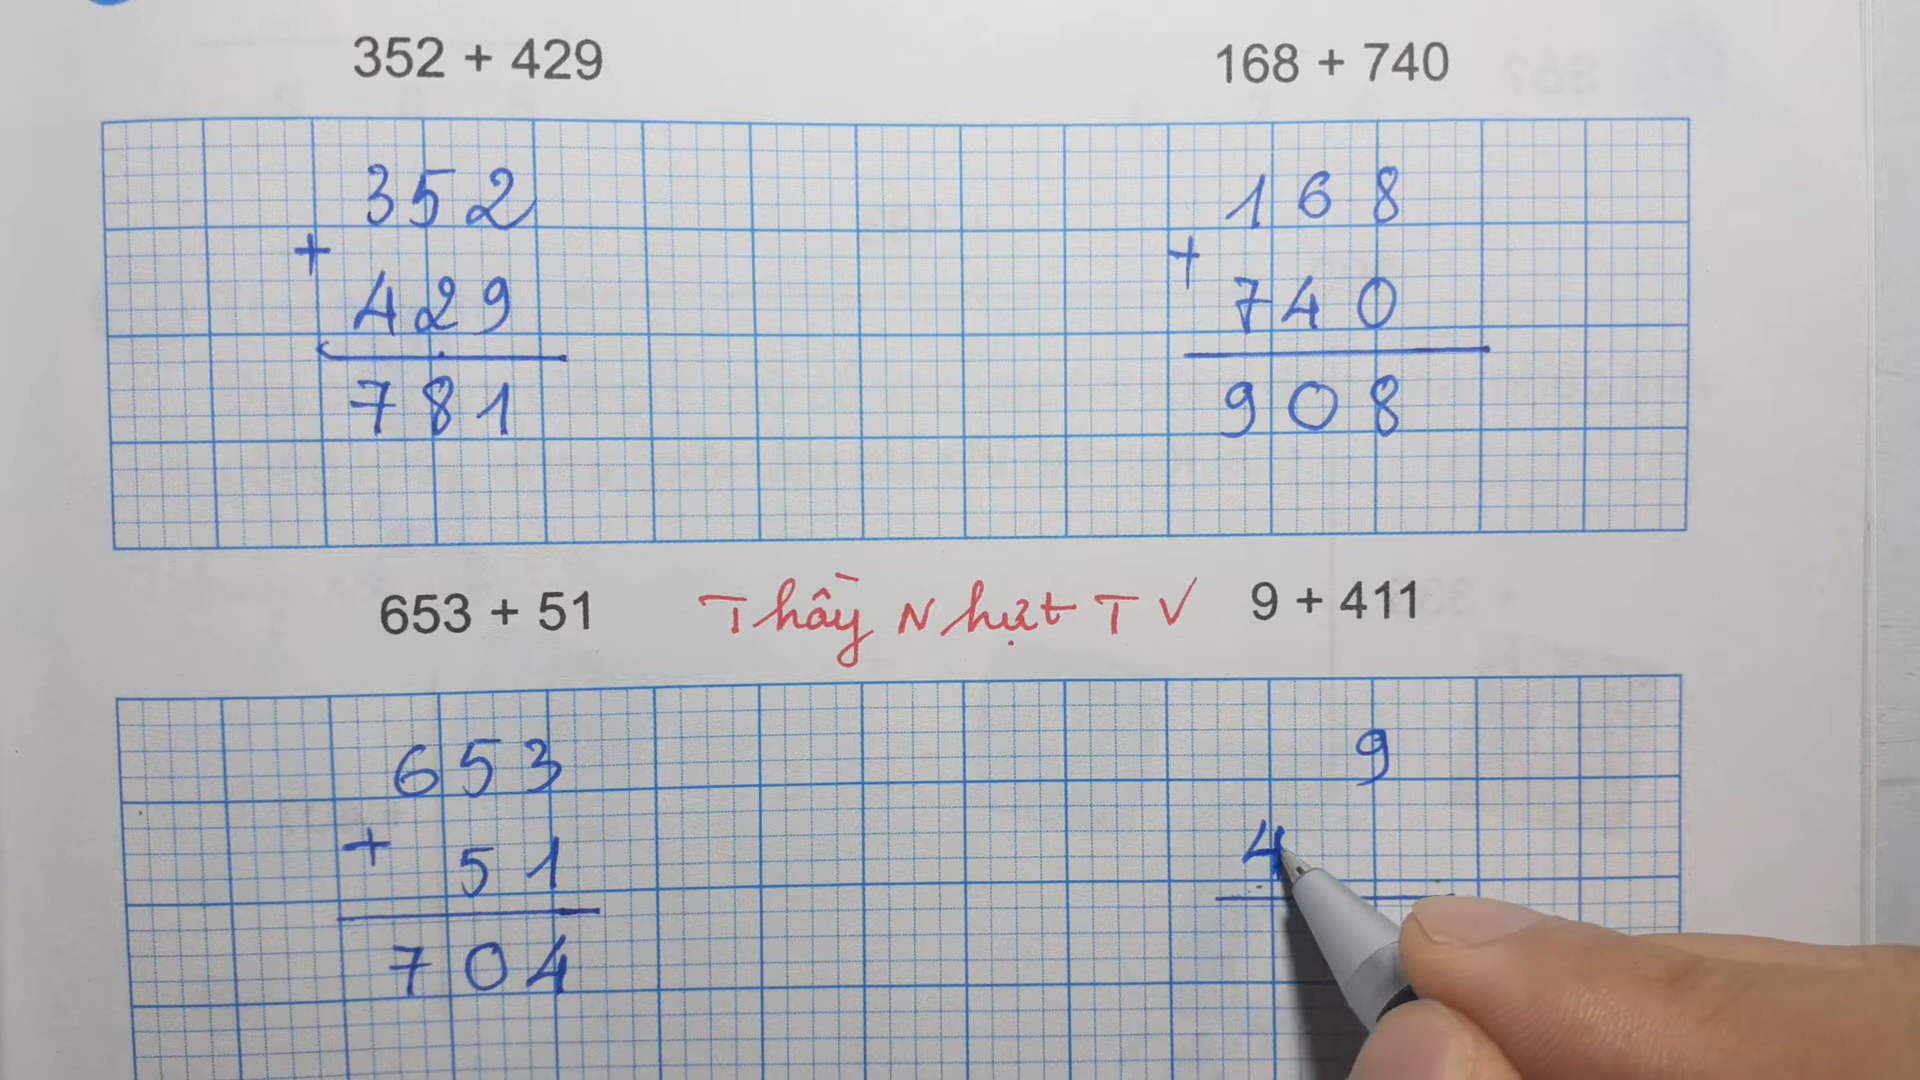 352 + 429
352
+
429
781
168 + 740
168
+
740
908
653 + 51
Thầy Nhựt TV
9 + 411
653
+
51
704
9
4